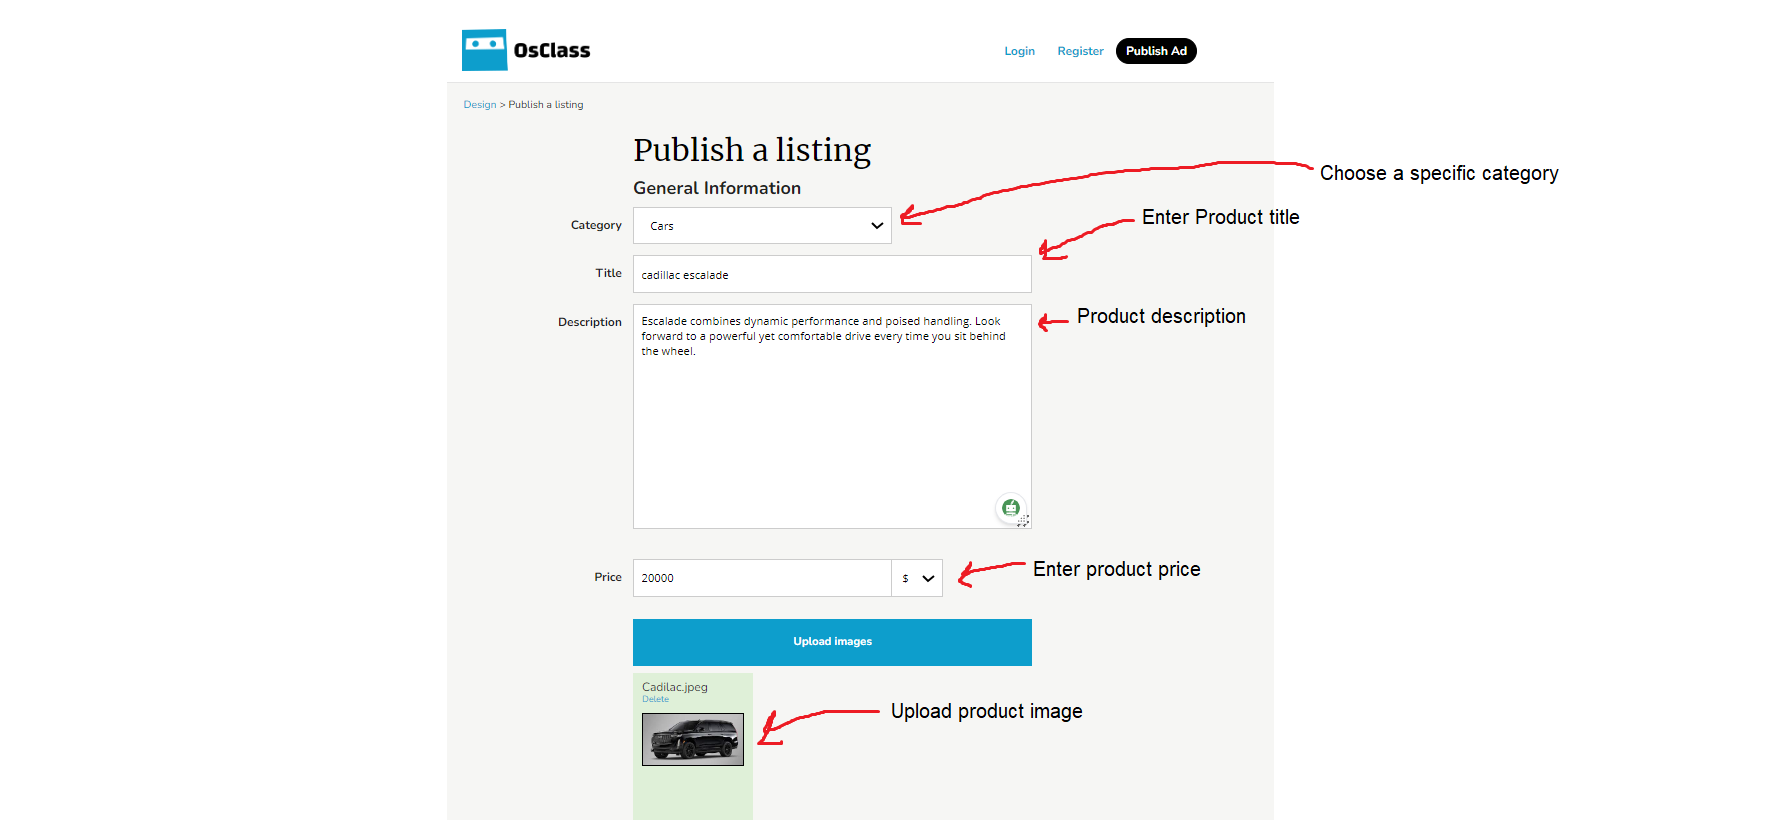 OsClass
Login Register Publish Ad
Design > Publish a listing
Publish a listing
General Information
Choose a specific category
Category Cars
Enter Product title
Title cadillac escalade
Description
Escalade combines dynamic performance and poised handling. Look
forward to a powerful yet comfortable drive every time you sit behind
the wheel.
Product description
Price 20000 $
Enter product price
Upload images
Cadilac.jpeg
Delete
Upload product image